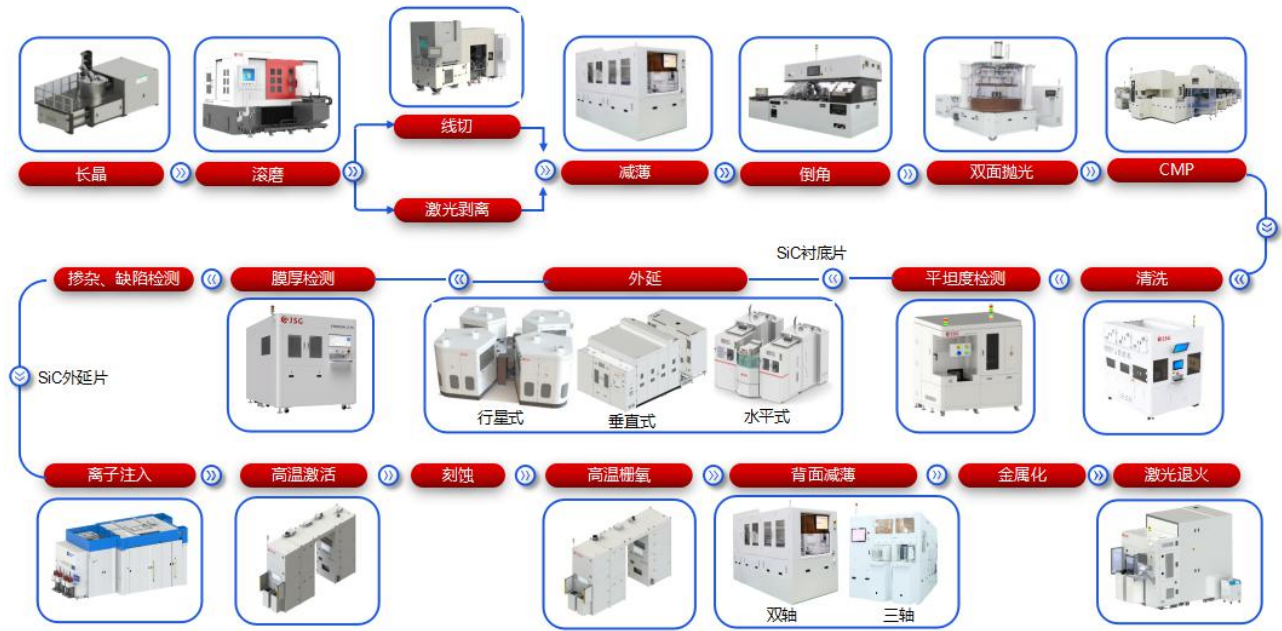 长晶
滚磨
线切
激光剥离
减薄
倒角
双面抛光
CMP
清洗
平坦度检测
SiC衬底片
外延
行星式
垂直式
水平式
膜厚检测
掺杂、缺陷检测
SiC外延片
离子注入
高温激活
刻蚀
高温栅氧
背面减薄
双轴
三轴
金属化
激光退火
JSG
JSG
JSG
JSG